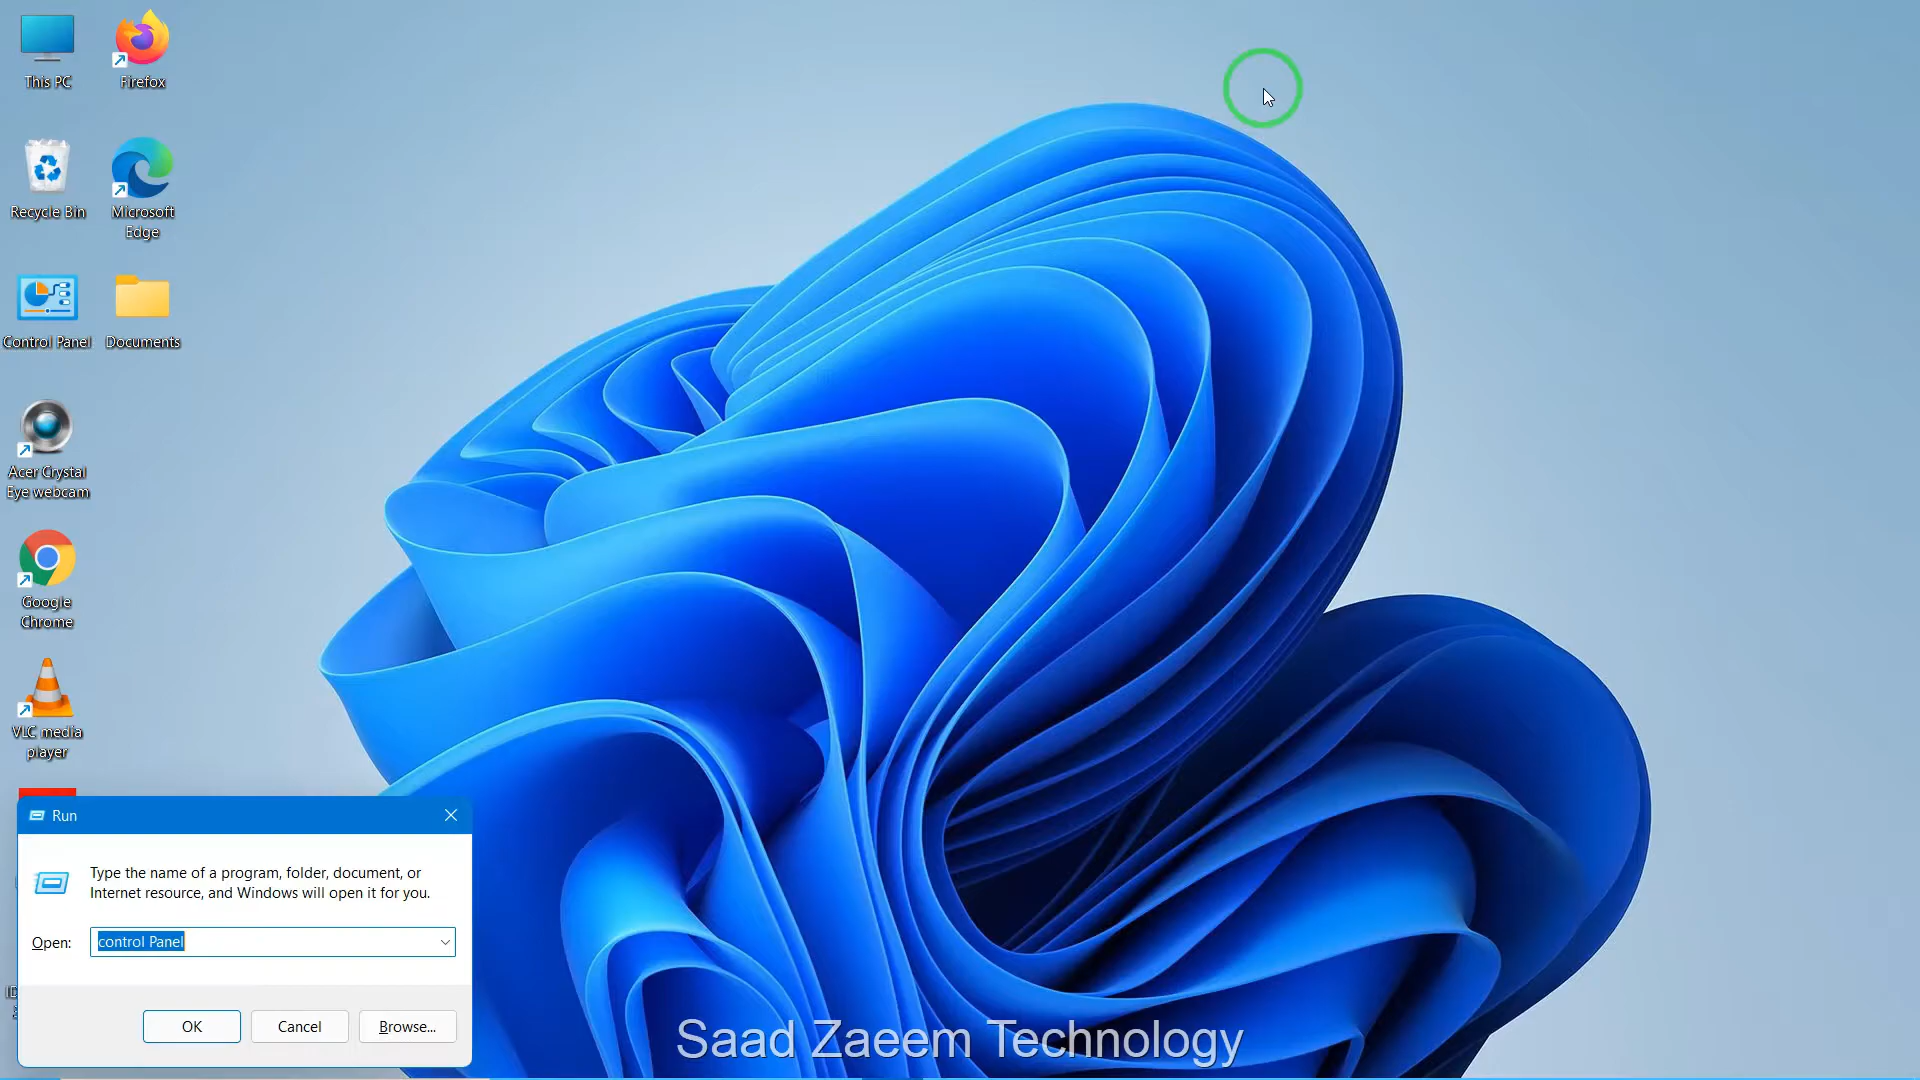 This PC
Firefox
Recycle Bin
Microsoft
Edge
Control Panel
Documents
Acer Crystal
Eye webcam
Google
Chrome
VLC media
player
Run
Type the name of a program, folder, document, or
Internet resource, and Windows will open it for you.
Open:
control Panel
OK
Cancel
Browse...
Saad Zaeem Technology